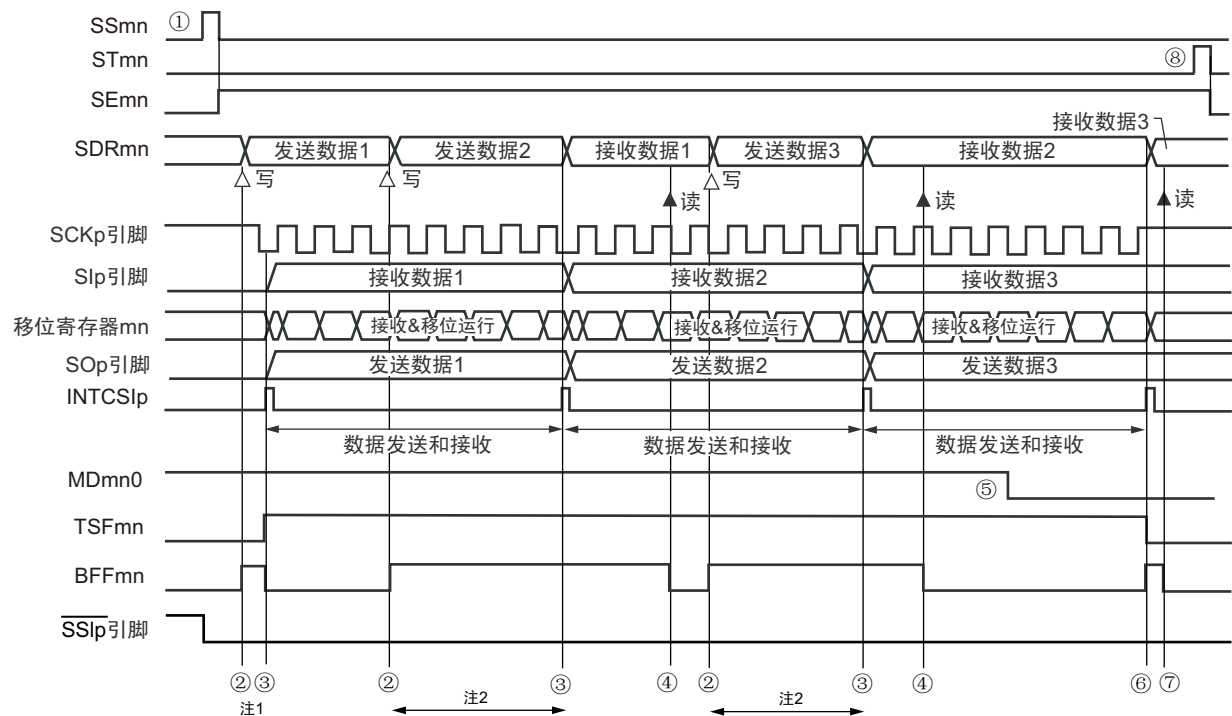 SSmn ①
STmn ⑧
SEmn
接收数据3
SDRmn 发送数据1 发送数据2 接收数据1 发送数据3 接收数据2
写 写 读 写 读 读
SCKp引脚
SIp引脚 接收数据1 接收数据2 接收数据3
移位寄存器mn 接收&移位运行 接收&移位运行 接收&移位运行
SOp引脚 发送数据1 发送数据2 发送数据3
INTCSIp
数据发送和接收 数据发送和接收 数据发送和接收
MDmn0 ⑤
TSFmn
BFFmn
SSIp引脚
② ③ ② ③ ④ ② ③ ④ ⑥ ⑦
注1 注2 注2